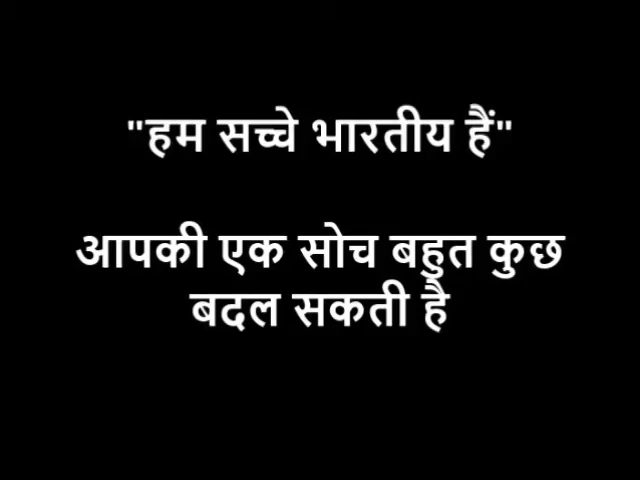 "हम सच्चे भारतीय हैं"
आपकी एक सोच बहुत कुछ
बदल सकती है